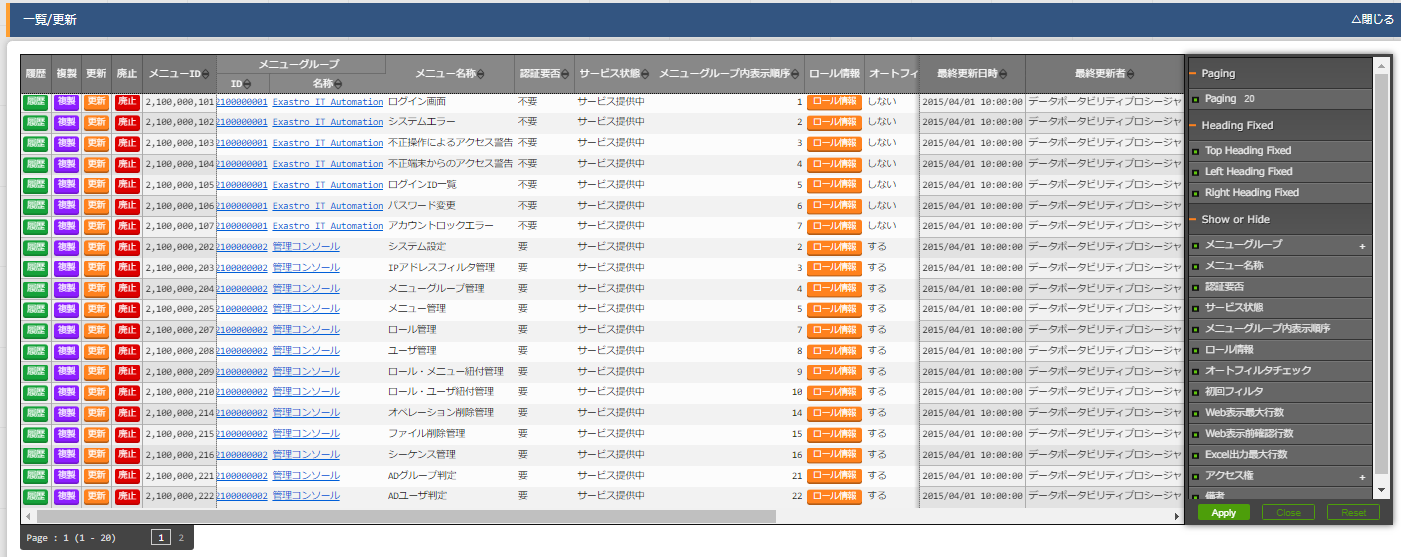 一覧/更新
△閉じる
履歴 複製 更新 廃止 メニューID メニューグループ メニュー名称 認証要否 サービス状態 メニューグループ内表示順序 ロール情報 オートフィ 最終更新日時 最終更新者
ID 名称
履歴 複製 更新 廃止 2,100,000,101 2100000001 Exastro IT Automation ログイン画面 不要 サービス提供中 1 ロール情報 しない 2015/04/01 10:00:00 データポータビリティプロシージャ
履歴 複製 更新 廃止 2,100,000,102 2100000001 Exastro IT Automation システムエラー 不要 サービス提供中 2 ロール情報 しない 2015/04/01 10:00:00 データポータビリティプロシージャ
履歴 複製 更新 廃止 2,100,000,103 2100000001 Exastro IT Automation 不正操作によるアクセス警告 不要 サービス提供中 3 ロール情報 しない 2015/04/01 10:00:00 データポータビリティプロシージャ
履歴 複製 更新 廃止 2,100,000,104 2100000001 Exastro IT Automation 不正端末からのアクセス警告 不要 サービス提供中 4 ロール情報 しない 2015/04/01 10:00:00 データポータビリティプロシージャ
履歴 複製 更新 廃止 2,100,000,105 2100000001 Exastro IT Automation ログインID一覧 不要 サービス提供中 5 ロール情報 しない 2015/04/01 10:00:00 データポータビリティプロシージャ
履歴 複製 更新 廃止 2,100,000,106 2100000001 Exastro IT Automation パスワード変更 不要 サービス提供中 6 ロール情報 しない 2015/04/01 10:00:00 データポータビリティプロシージャ
履歴 複製 更新 廃止 2,100,000,107 2100000001 Exastro IT Automation アカウントロックエラー 不要 サービス提供中 7 ロール情報 しない 2015/04/01 10:00:00 データポータビリティプロシージャ
履歴 複製 更新 廃止 2,100,000,202 2100000002 管理コンソール システム設定 要 サービス提供中 2 ロール情報 する 2015/04/01 10:00:00 データポータビリティプロシージャ
履歴 複製 更新 廃止 2,100,000,203 2100000002 管理コンソール IPアドレスフィルタ管理 要 サービス提供中 3 ロール情報 する 2015/04/01 10:00:00 データポータビリティプロシージャ
履歴 複製 更新 廃止 2,100,000,204 2100000002 管理コンソール メニューグループ管理 要 サービス提供中 4 ロール情報 する 2015/04/01 10:00:00 データポータビリティプロシージャ
履歴 複製 更新 廃止 2,100,000,205 2100000002 管理コンソール メニュー管理 要 サービス提供中 5 ロール情報 する 2015/04/01 10:00:00 データポータビリティプロシージャ
履歴 複製 更新 廃止 2,100,000,207 2100000002 管理コンソール ロール管理 要 サービス提供中 7 ロール情報 する 2015/04/01 10:00:00 データポータビリティプロシージャ
履歴 複製 更新 廃止 2,100,000,208 2100000002 管理コンソール ユーザ管理 要 サービス提供中 8 ロール情報 する 2015/04/01 10:00:00 データポータビリティプロシージャ
履歴 複製 更新 廃止 2,100,000,209 2100000002 管理コンソール ロール・メニュー紐付管理 要 サービス提供中 9 ロール情報 する 2015/04/01 10:00:00 データポータビリティプロシージャ
履歴 複製 更新 廃止 2,100,000,210 2100000002 管理コンソール ロール・ユーザ紐付管理 要 サービス提供中 10 ロール情報 する 2015/04/01 10:00:00 データポータビリティプロシージャ
履歴 複製 更新 廃止 2,100,000,214 2100000002 管理コンソール オペレーション削除管理 要 サービス提供中 14 ロール情報 する 2015/04/01 10:00:00 データポータビリティプロシージャ
履歴 複製 更新 廃止 2,100,000,215 2100000002 管理コンソール ファイル削除管理 要 サービス提供中 15 ロール情報 する 2015/04/01 10:00:00 データポータビリティプロシージャ
履歴 複製 更新 廃止 2,100,000,216 2100000002 管理コンソール シーケンス管理 要 サービス提供中 16 ロール情報 する 2015/04/01 10:00:00 データポータビリティプロシージャ
履歴 複製 更新 廃止 2,100,000,221 2100000002 管理コンソール ADグループ判定 要 サービス提供中 21 ロール情報 する 2015/04/01 10:00:00 データポータビリティプロシージャ
履歴 複製 更新 廃止 2,100,000,222 2100000002 管理コンソール ADユーザ判定 要 サービス提供中 22 ロール情報 する 2015/04/01 10:00:00 データポータビリティプロシージャ
Page : 1 (1 - 20) 1 2
Paging
Paging 20
Heading Fixed
Top Heading Fixed
Left Heading Fixed
Right Heading Fixed
Show or Hide
メニューグループ +
メニュー名称
認証要否
サービス状態
メニューグループ内表示順序
ロール情報
オートフィルタチェック
初回フィルタ
Web表示最大行数
Web表示前確認行数
Excel出力最大行数
アクセス権 +
備考
Apply Close Reset